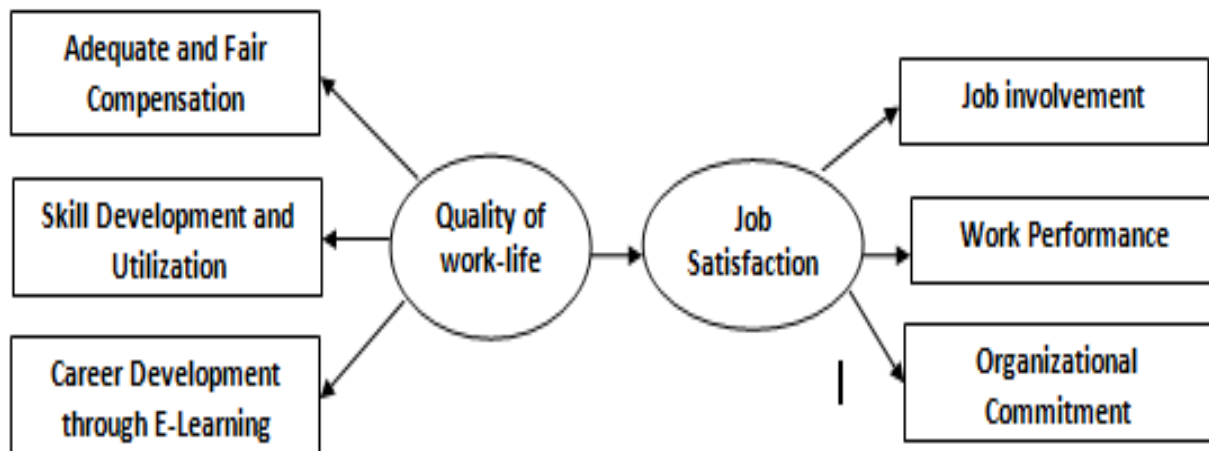 Adequate and Fair
Compensation
Skill Development and
Utilization
Career Development
through E-Learning
Quality of
work-life
Job
Satisfaction
Job involvement
Work Performance
Organizational
Commitment